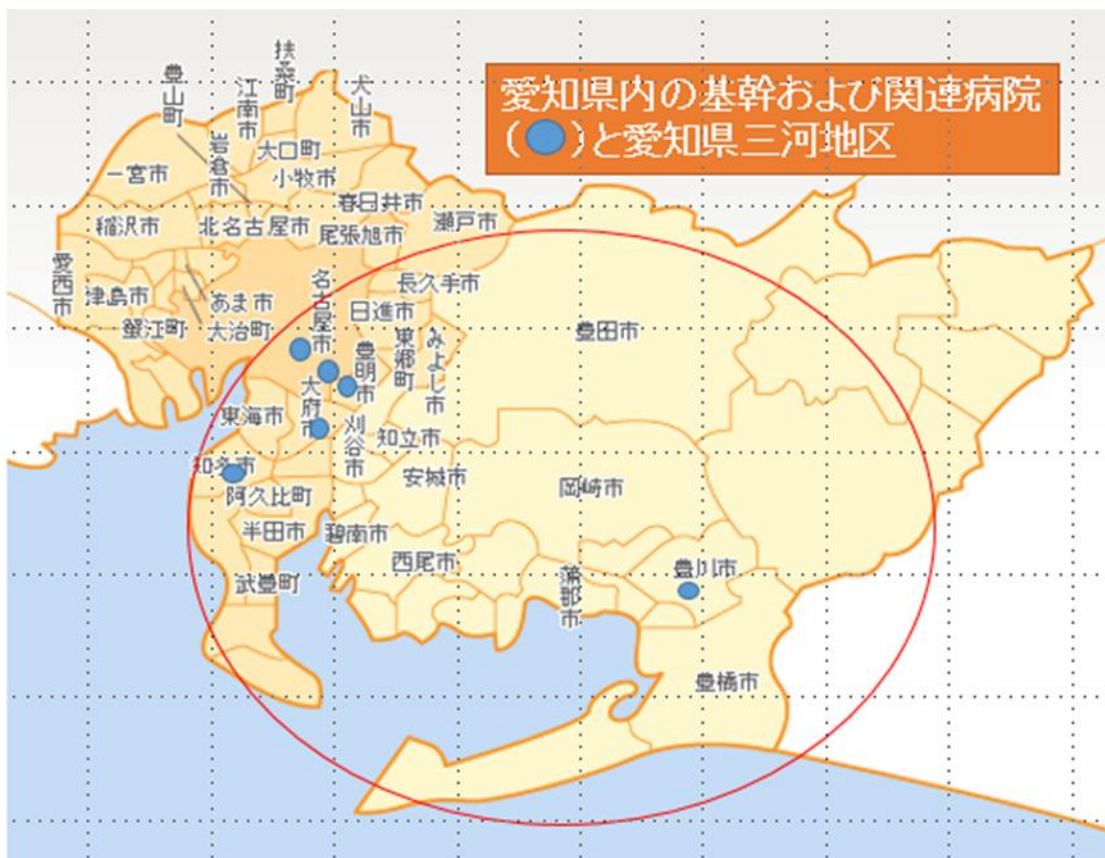 愛知県内の基幹および関連病院
(●)と愛知県三河地区
扶桑町
豊山町
江南市
犬山市
岩倉市
大口町
一宮市
小牧市
春日井市
稲沢市
北名古屋市
瀬戸市
尾張旭市
愛西市
長久手市
津島市
あま市
名古屋市
日進市
蟹江町
大治町
東郷町
みよし市
豊田市
豊明市
大府市
東海市
刈谷市
知立市
知多市
安城市
岡崎市
阿久比町
半田市
碧南市
西尾市
蒲郡市
豊川市
武豊町
豊橋市